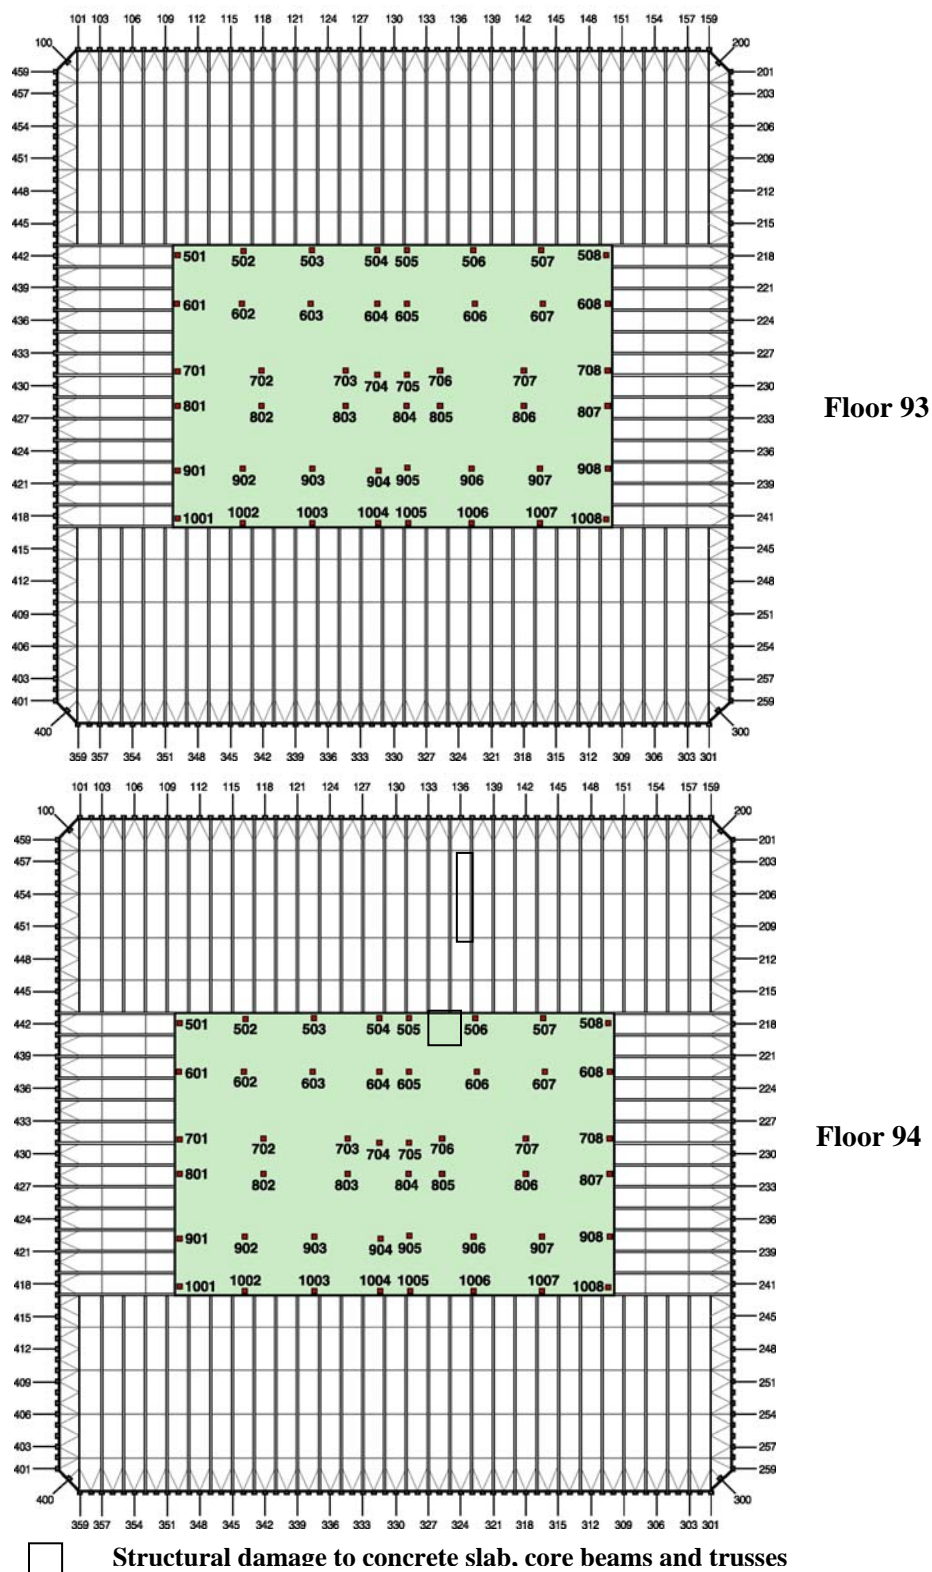 101 103 106 109 112 115 118 121 124 127 130 133 136 139 142 145 148 151 154 157 159
100 200
459 201
457 203
454 206
451 209
448 212
445 215
442 501 502 503 504 505 506 507 508 218
439 221
601 602 603 604 605 606 607 608
436 224
433 227
701 702 703 704 705 706 707 708
430 230
801 802 803 804 805 806 807
427 233
Floor 93
424 236
901 902 903 904 905 906 907 908
421 239
418 1001 1002 1003 1004 1005 1006 1007 1008 241
415 245
412 248
409 251
406 254
403 257
401 259
400 300
359 357 354 351 348 345 342 339 336 333 330 327 324 321 318 315 312 309 306 303 301
101 103 106 109 112 115 118 121 124 127 130 133 136 139 142 145 148 151 154 157 159
100 200
459 201
457 203
454 206
451 209
448 212
445 215
442 501 502 503 504 505 506 507 508 218
439 221
601 602 603 604 605 606 607 608
436 224
433 227
701 702 703 704 705 706 707 708
Floor 94
430 230
801 802 803 804 805 806 807
427 233
424 236
901 902 903 904 905 906 907 908
421 239
418 1001 1002 1003 1004 1005 1006 1007 1008 241
415 245
412 248
409 251
406 254
403 257
401 259
400 300
359 357 354 351 348 345 342 339 336 333 330 327 324 321 318 315 312 309 306 303 301
Structural damage to concrete slab, core beams and trusses